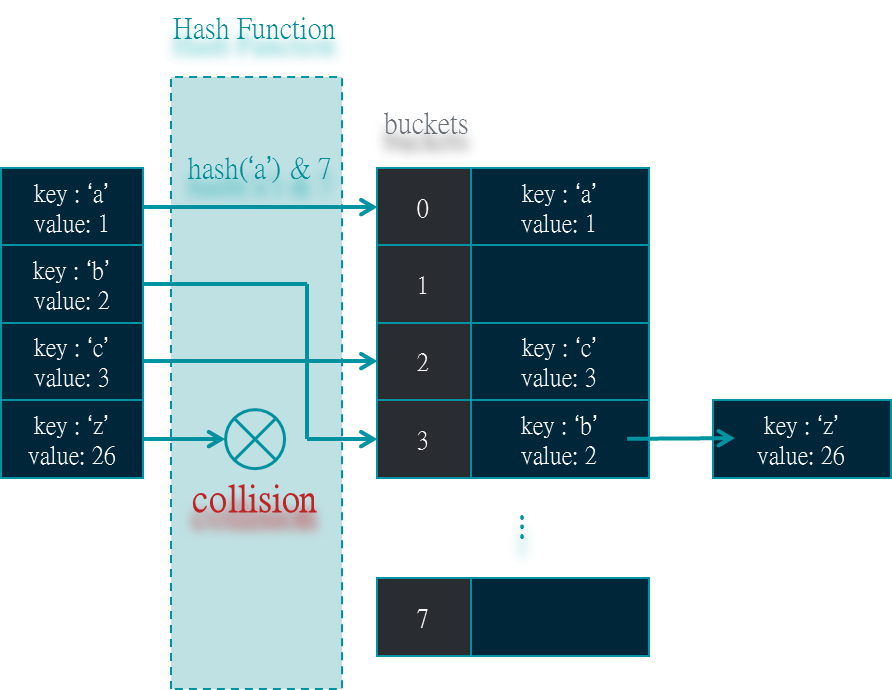 Hash Function
buckets
hash(‘a’) & 7
key : ‘a’
value: 1
key : ‘b’
value: 2
key : ‘c’
value: 3
key : ‘z’
value: 26
collision
0
key : ‘a’
value: 1
1
2
key : ‘c’
value: 3
3
key : ‘b’
value: 2
key : ‘z’
value: 26
⋮
7